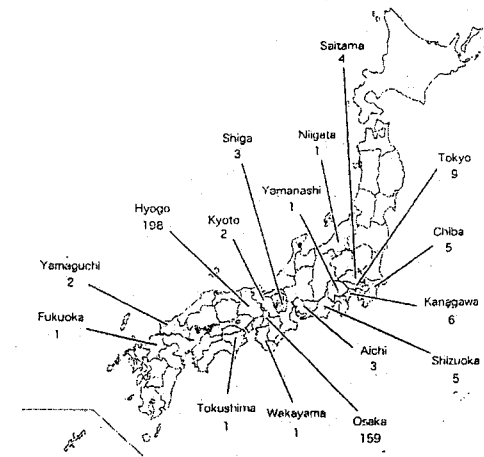 Saitama
4
Shiga
3
Niigata
1
Tokyo
9
Yamanashi
1
Hyogo
198
Kyoto
2
Chiba
5
Yamaguchi
2
Kanagawa
6
Fukuoka
1
Aichi
3
Shizuoka
5
Tokushima
1
Wakayama
1
Osaka
159